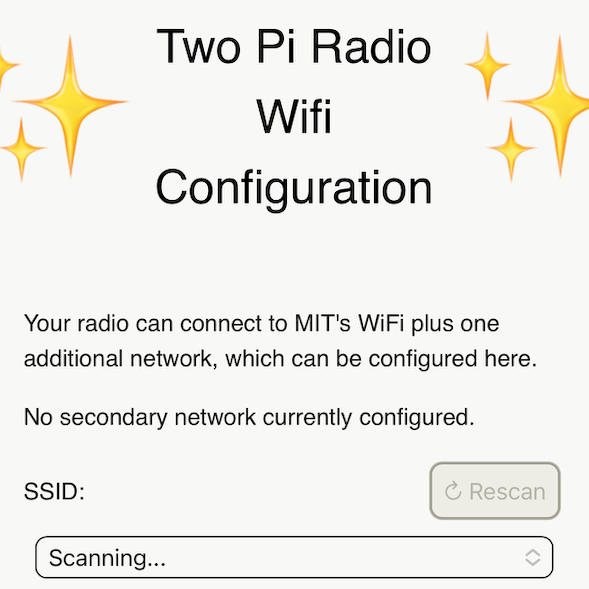 Two Pi Radio
Wifi
Configuration
Your radio can connect to MIT's WiFi plus one
additional network, which can be configured here.
No secondary network currently configured.
SSID:
Rescan
Scanning...